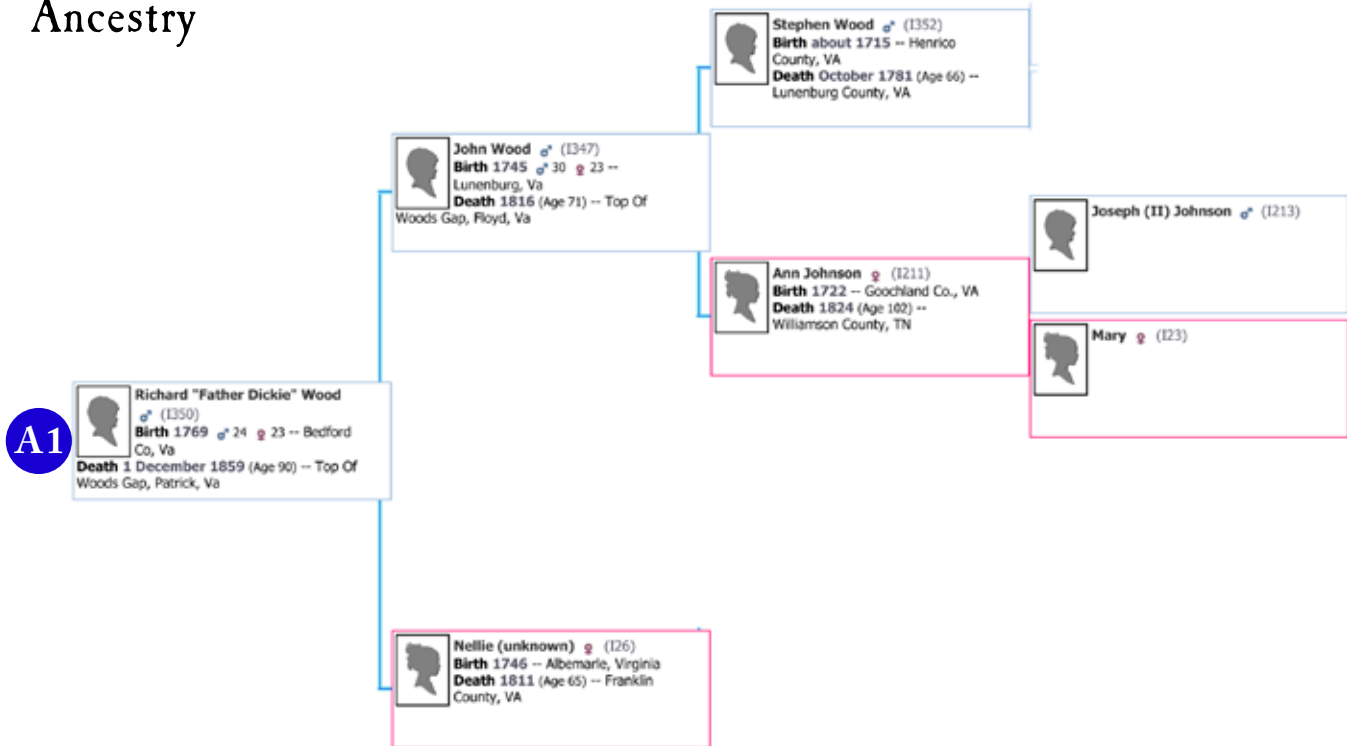 Ancestry
Stephen Wood ♂ (I352)
Birth about 1715 -- Henrico
County, VA
Death October 1781 (Age 66) --
Lunenburg County, VA
John Wood ♂ (I347)
Birth 1745 ♂ 30 ♀ 23 --
Lunenburg, Va
Death 1816 (Age 71) -- Top Of
Woods Gap, Floyd, Va
Joseph (II) Johnson ♂ (I213)
Ann Johnson ♀ (I211)
Birth 1722 -- Goochland Co., VA
Death 1824 (Age 102) --
Williamson County, TN
Mary ♀ (I23)
A1
Richard "Father Dickie" Wood
♂ (I350)
Birth 1769 ♂ 24 ♀ 23 -- Bedford
Co, Va
Death 1 December 1859 (Age 90) -- Top Of
Woods Gap, Patrick, Va
Nellie (unknown) ♀ (I26)
Birth 1746 -- Albemarle, Virginia
Death 1811 (Age 65) -- Franklin
County, VA